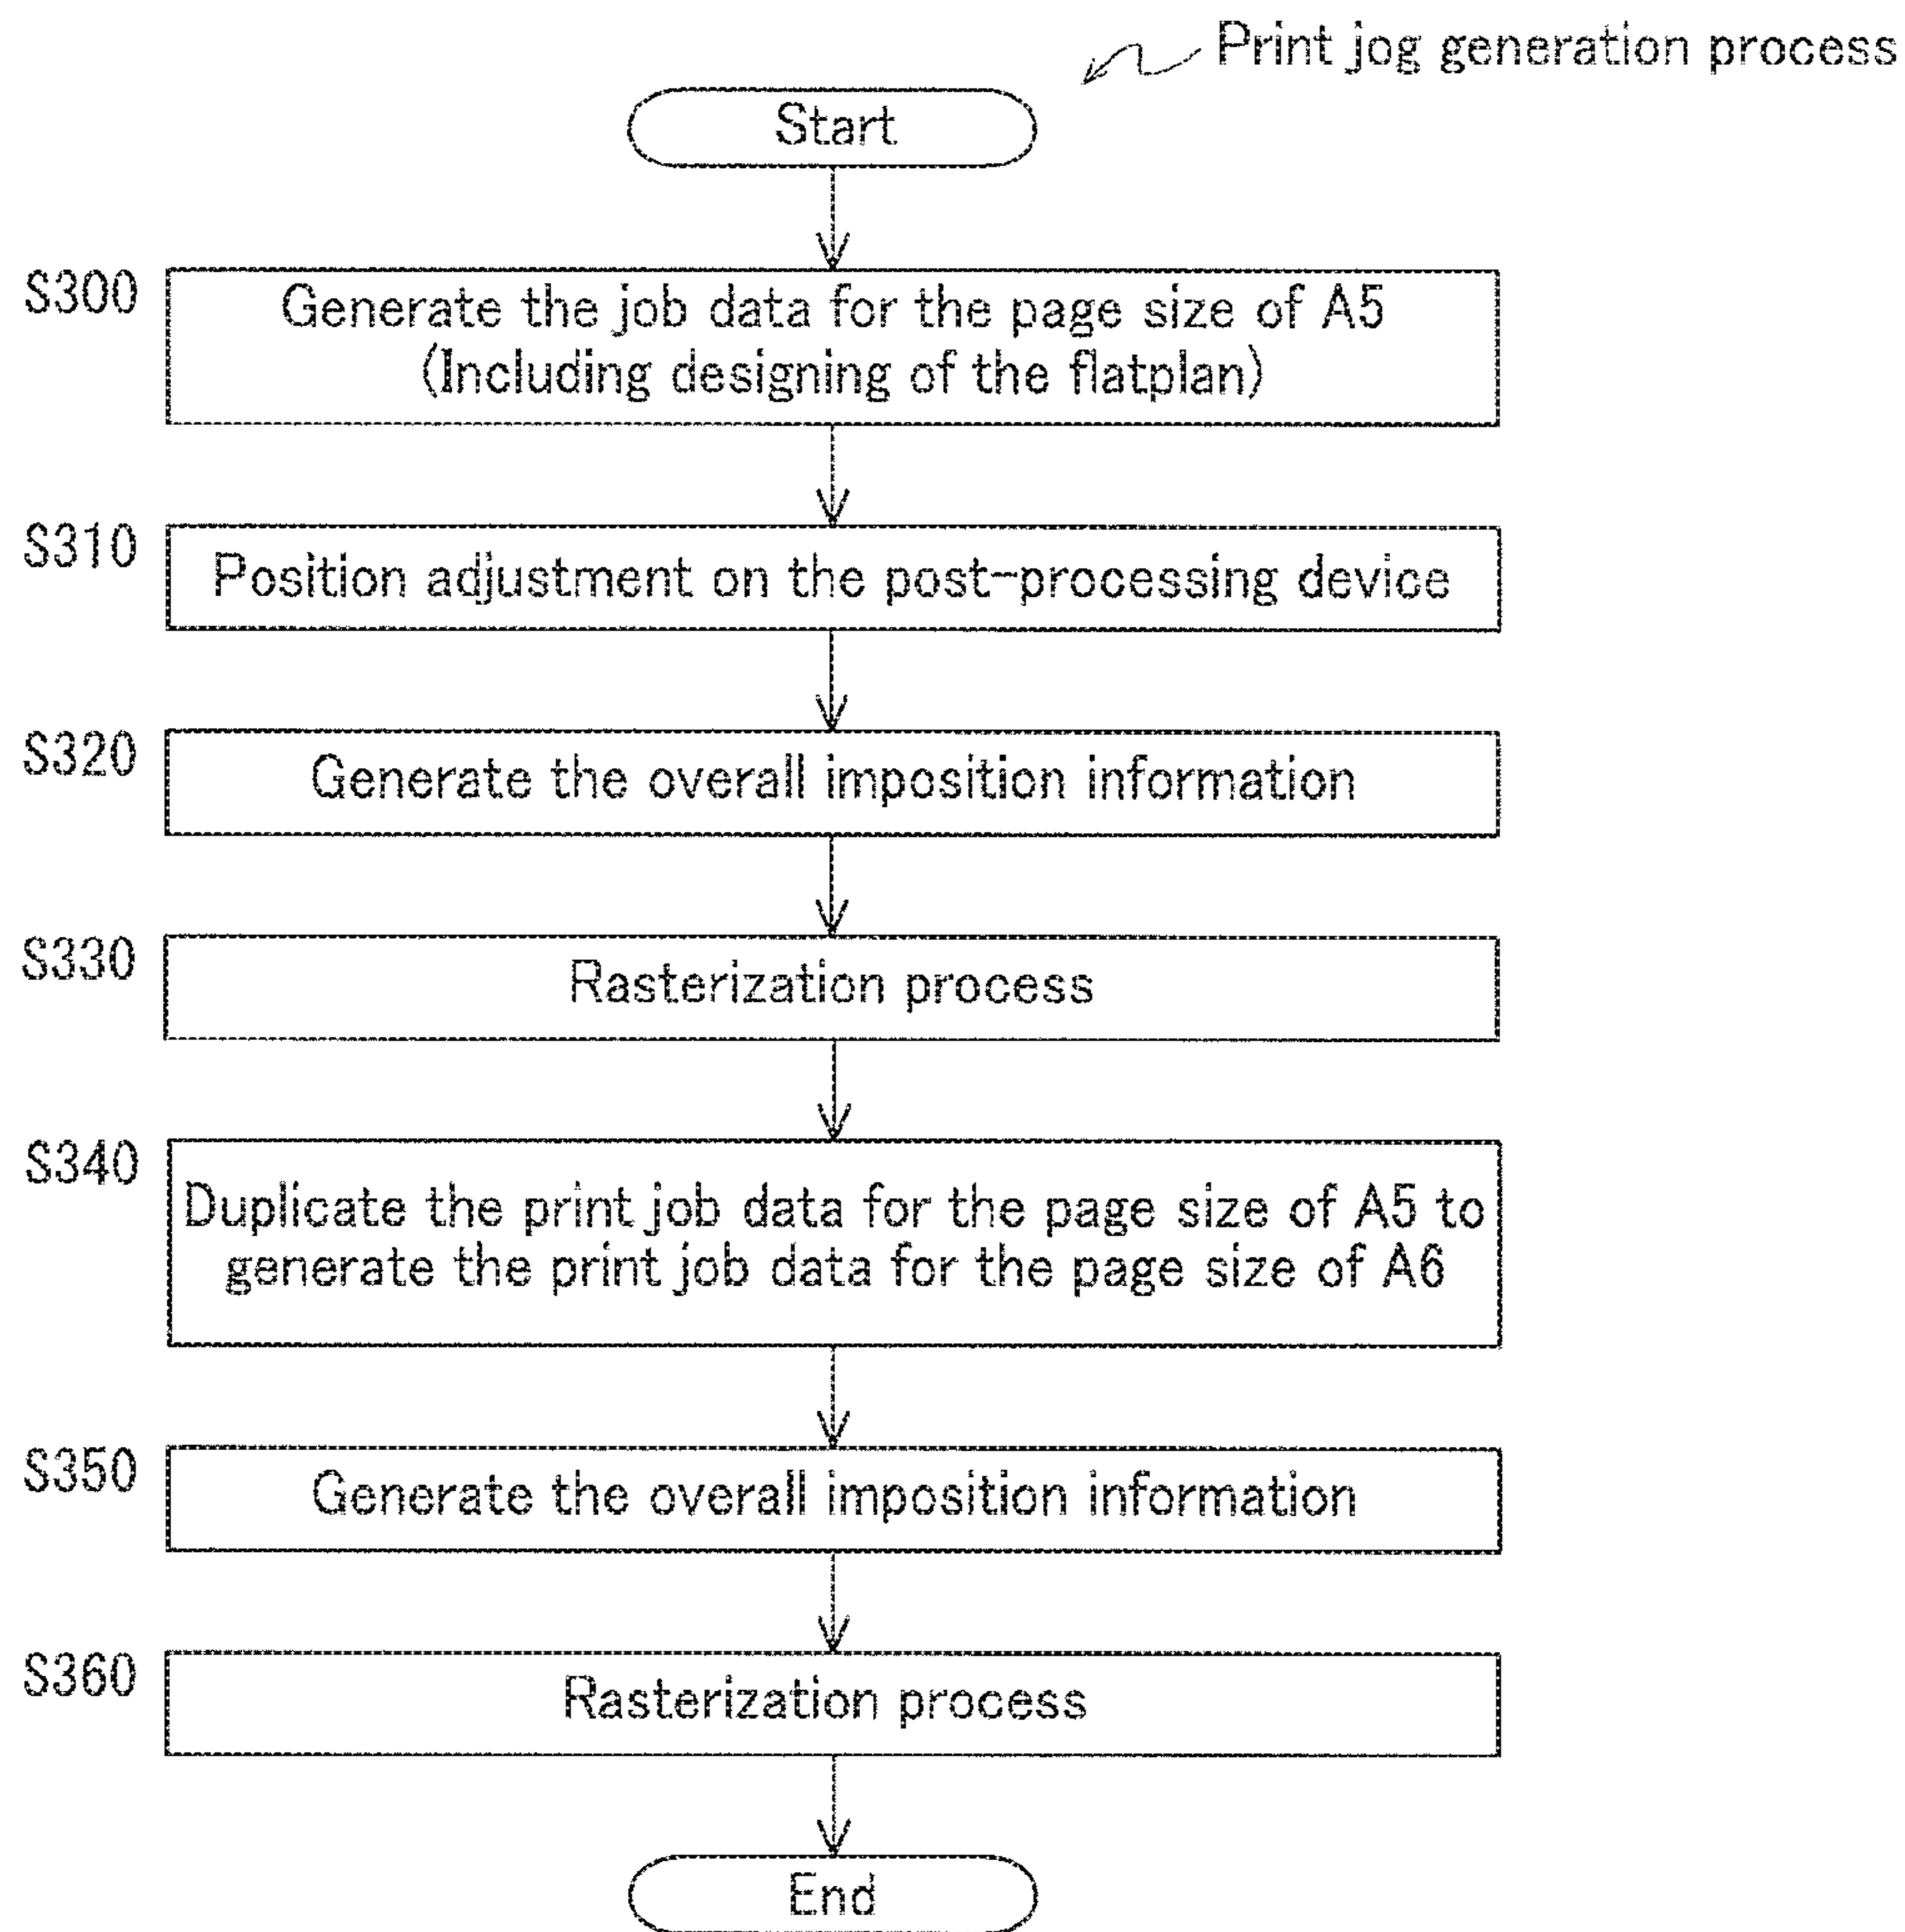 Print jog generation process
Start
S300
Generate the job data for the page size of A5
(Including designing of the flatplan)
S310
Position adjustment on the post-processing device
S320
Generate the overall imposition information
S330
Rasterization process
S340
Duplicate the print job data for the page size of A5 to
generate the print job data for the page size of A6
S350
Generate the overall imposition information
S360
Rasterization process
End